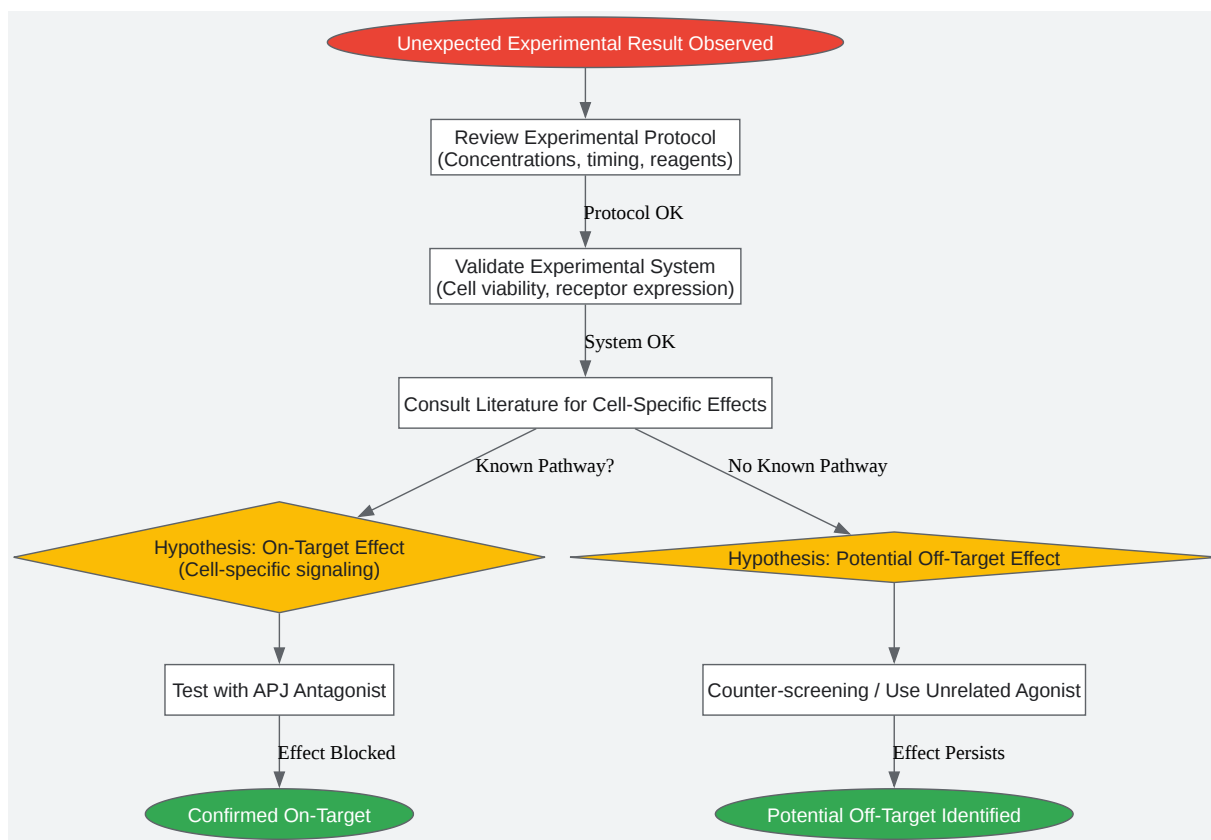 Unexpected Experimental Result Observed
Review Experimental Protocol
(Concentrations, timing, reagents)
Protocol OK
Validate Experimental System
(Cell viability, receptor expression)
System OK
Consult Literature for Cell-Specific Effects
Known Pathway?
No Known Pathway
Hypothesis: On-Target Effect
(Cell-specific signaling)
Hypothesis: Potential Off-Target Effect
Test with APJ Antagonist
Counter-screening / Use Unrelated Agonist
Effect Blocked
Effect Persists
Confirmed On-Target
Potential Off-Target Identified